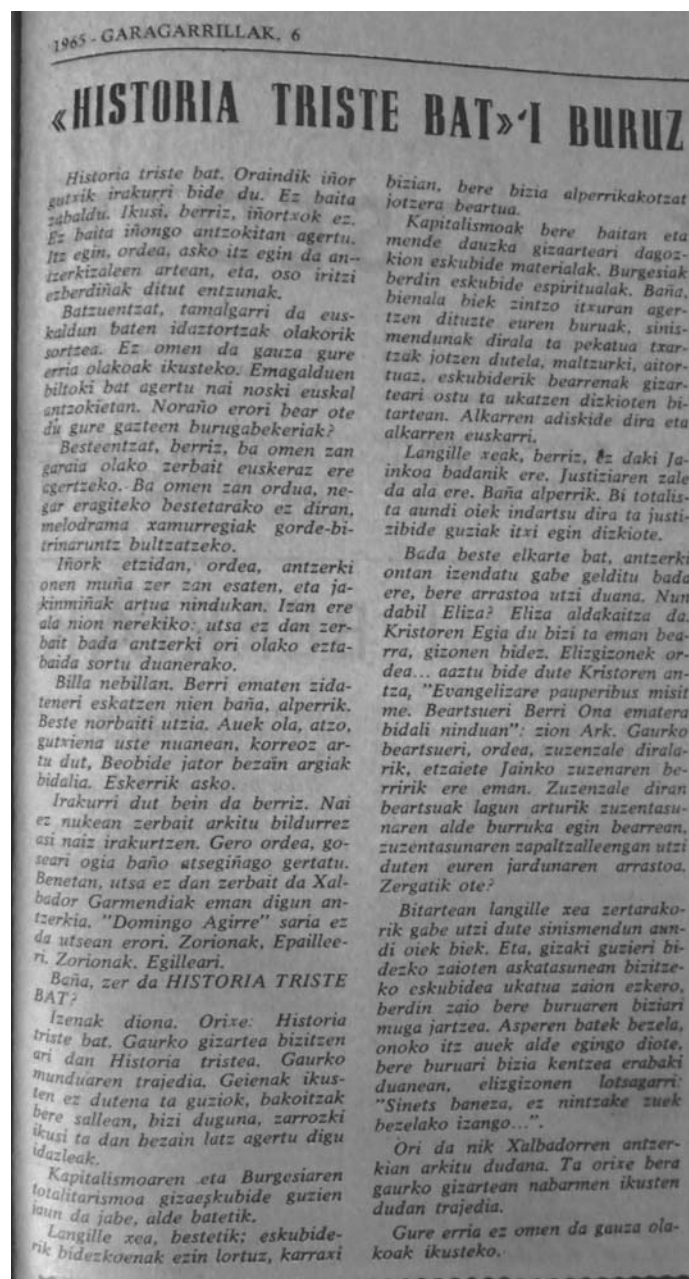 1965 - GARAGARRILLAK, 6
«HISTORIA TRISTE BAT»'I BURUZ
Historia triste bat. Oraindik iñor
gutxik irakurri bide du. Ez baita
zabaldu. Ikusi, berriz, iñortxok ez.
Ez baita iñongo antzokitan agertu.
Itz egin, ordea, asko itz egin da an-
tzerkizaleen artean, eta, oso iritzi
ezberdiñak ditut entzunak.
Batzuentzat, tamalgarri da eus-
kaldun baten idaztortzak olakorik
sortzea. Ez omen da gauza gure
erria olakoak ikusteko. Emagalduen
biltoki bat agertu nai noski euskal
antzokietan. Noraño erori bear ote
du gure gazteen burugabekeriak?
Besteentzat, berriz, ba omen zan
garaia olako zerbait euskeraz ere
agertzeko. Ba omen zan ordua, ne-
gar eragiteko bestetarako ez diran,
melodrama xamurregiak gorde-bi-
trinaruntz bultzatzeko.
Iñork etzidan, ordea, antzerki
onen muña zer zan esaten, eta ja-
kinmiñak artua nindukan. Izan ere
ala nion nerekiko: utsa ez dan zer-
bait bada antzerki ori olako ezta-
baida sortu duanerako.
Billa nebillan. Berri ematen zida-
teneri eskatzen nien baña, alperrik.
Beste norbaiti utzia. Auek ola, atzo,
gutxiena uste nuanean, korreoz ar-
tu dut, Beobide jator bezain argiak
bidalia. Eskerrik asko.
Irakurri dut bein da berriz. Nai
ez nukean zerbait arkitu bildurrez
asi naiz irakurtzen. Gero ordea, go-
seari ogia baño atsegiñago gertatu.
Benetan, utsa ez dan zerbait da Xal-
bador Garmendiak eman digun an-
tzerkia. "Domingo Agirre" saria ez
da utsean erori. Zorionak, Epaillee-
ri. Zorionak. Egilleari.
Baña, zer da HISTORIA TRISTE
BAT?
Izenak diona. Orixe: Historia
triste bat. Gaurko gizartea bizitzen
ari dan Historia tristea. Gaurko
munduaren trajedia. Geienak ikus-
ten ez dutena ta guziok, bakoitzak
bere sallean, bizi duguna, zarrozki
ikusi ta dan bezain latz agertu digu
idazleak.
Kapitalismoaren eta Burgesiaren
totalitarismoa gizaeskubide guzien
jaun da jabe, alde batetik.
Langille xea, bestetik; eskubide-
rik bidezkoenak ezin lortuz, karraxi
bizian, bere bizia alperrikakotzat
jotzera beartua.
Kapitalismoak bere baitan eta
mende dauzka gizaarteari dagoz-
kion eskubide materialak. Burgesiak
berdin eskubide espiritualak. Baña,
bienala biek zintzo itxuran ager-
tzen dituzte euren buruak, sinis-
mendunak dirala ta pekatua txar-
tzak jotzen dutela, maltzurki, aitor-
tuaz, eskubiderik bearrenak gizar-
teari ostu ta ukatzen dizkioten bi-
tartean. Alkarren adiskide dira eta
alkarren euskarri.
Langille xeak, berriz, ez daki Ja-
inkoa badanik ere. Justiziaren zale
da ala ere. Baña alperrik. Bi totalis-
ta aundi oiek indartsu dira ta justi-
zibide guziak itxi egin dizkiote.
Bada beste elkarte bat, antzerki
ontan izendatu gabe gelditu bada
ere, bere arrastoa utzi duana. Nun
dabil Eliza? Eliza aldakaitza da.
Kristoren Egia du bizi ta eman bea-
rra, gizonen bidez. Elizgizonek or-
dea... aaztu bide dute Kristoren an-
tza, "Evangelizare pauperibus misit
me. Beartsueri Berri Ona ematera
bidali ninduan": zion Ark. Gaurko
beartsueri, ordea, zuzenzale dirala-
rik, etzaiete Jainko zuzenaren be-
rririk ere eman. Zuzenzale diran
beartsuak lagun arturik zuzentasu-
naren alde burruka egin bearrean,
zuzentasunaren zapaltzalleengan utzi
duten euren jardunaren arrastoa.
Zergatik ote?
Bitartean langille xea zertarako-
rik gabe utzi dute sinismendun aun-
di oiek biek. Eta, gizaki guzieri bi-
dezko zaioten askatasunean bizitze-
ko eskubidea ukatua zaion ezkero,
berdin zaio bere buruaren biziari
muga jartzea. Asperen batek bezela,
onoko itz auek alde egingo diote,
bere buruari bizia kentzea erabaki
duanean, elizgizonen lotsagarri:
"Sinets baneza, ez nintzake zuek
bezelako izango...".
Ori da nik Xalbadorren antzer-
kian arkitu dudana. Ta orixe bera
gaurko gizartean nabarmen ikusten
dudan trajedia.
Gure erria ez omen da gauza ola-
koak ikusteko.